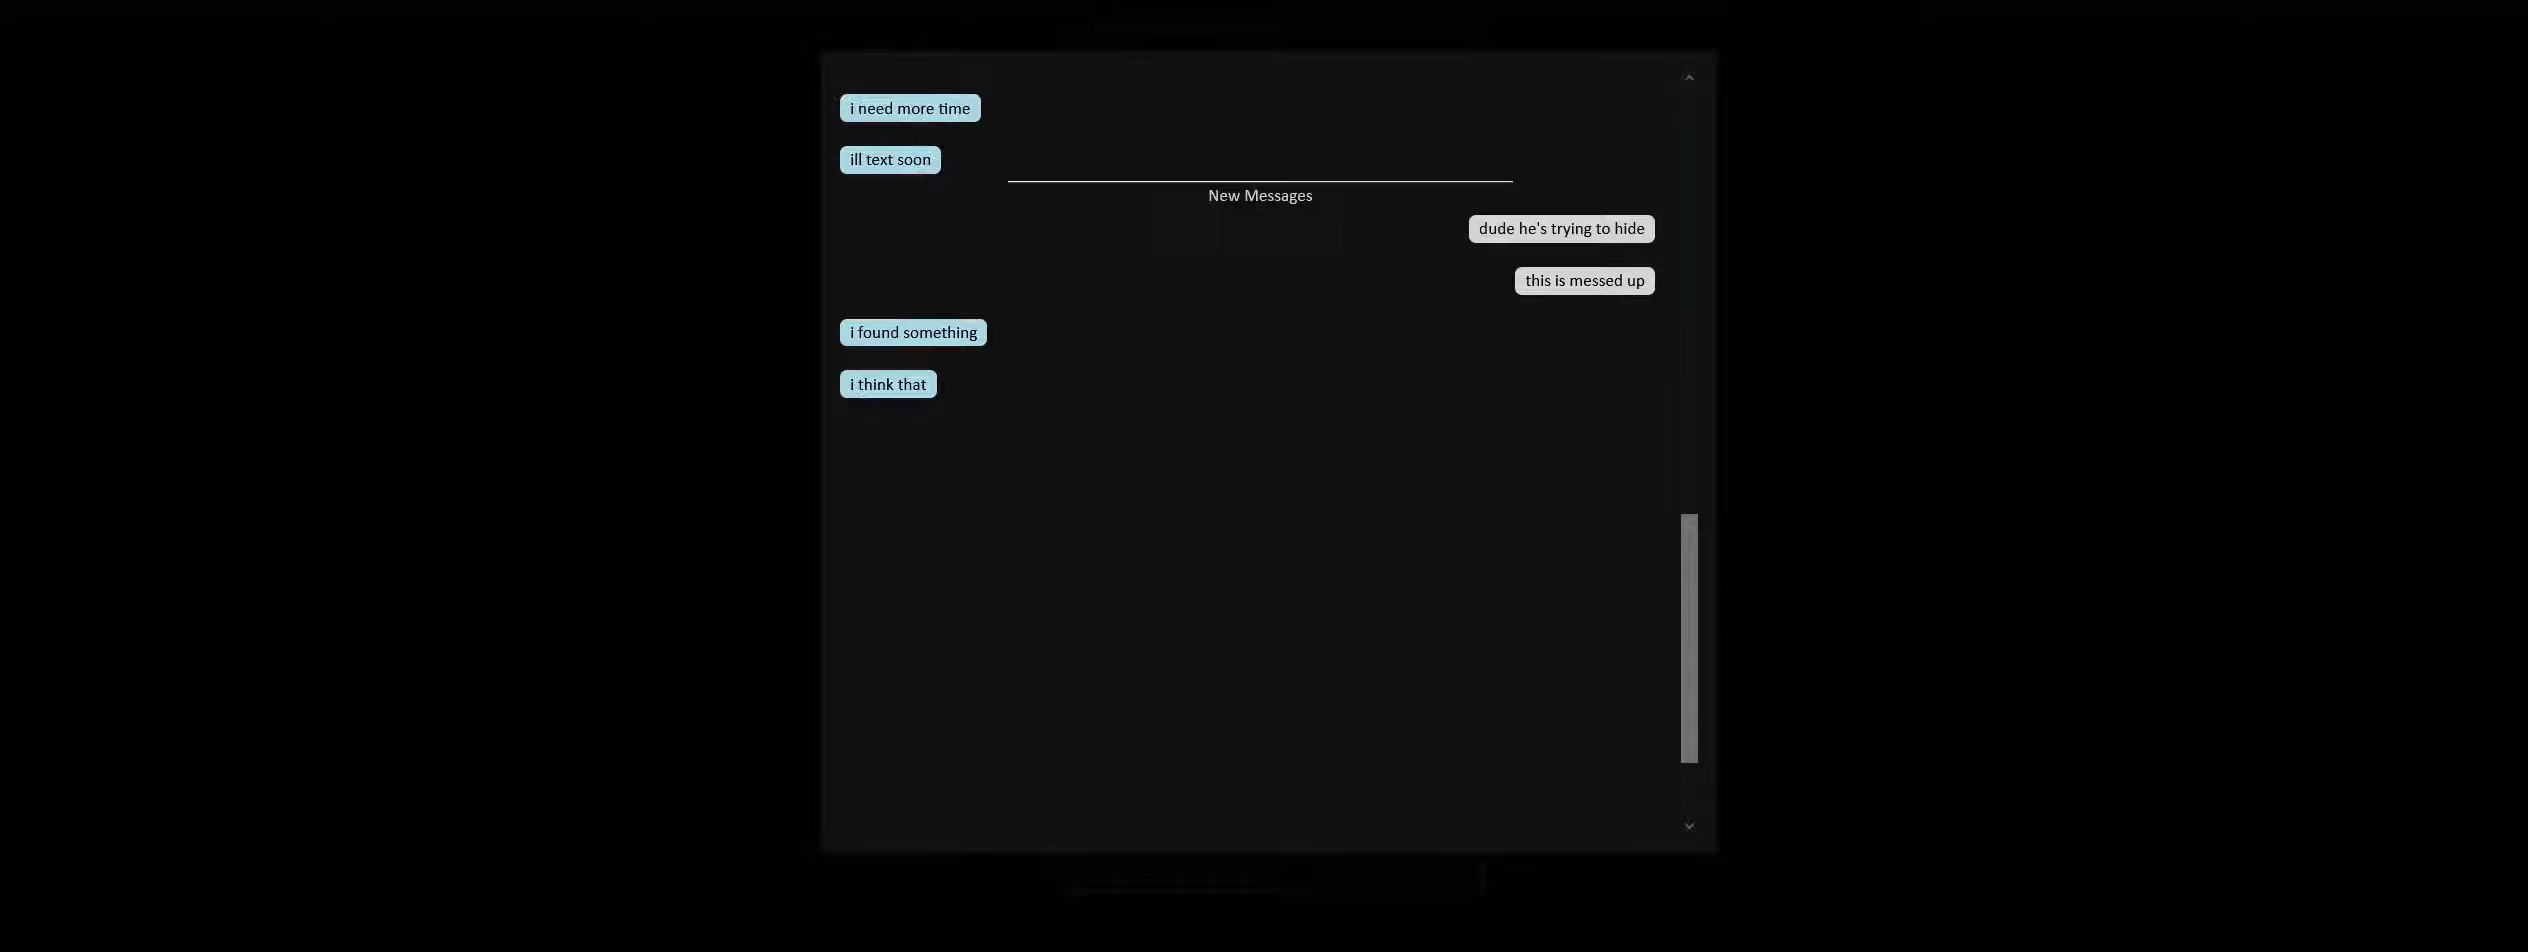 i need more time
ill text soon
New Messages
dude he's trying to hide
this is messed up
i found something
i think that